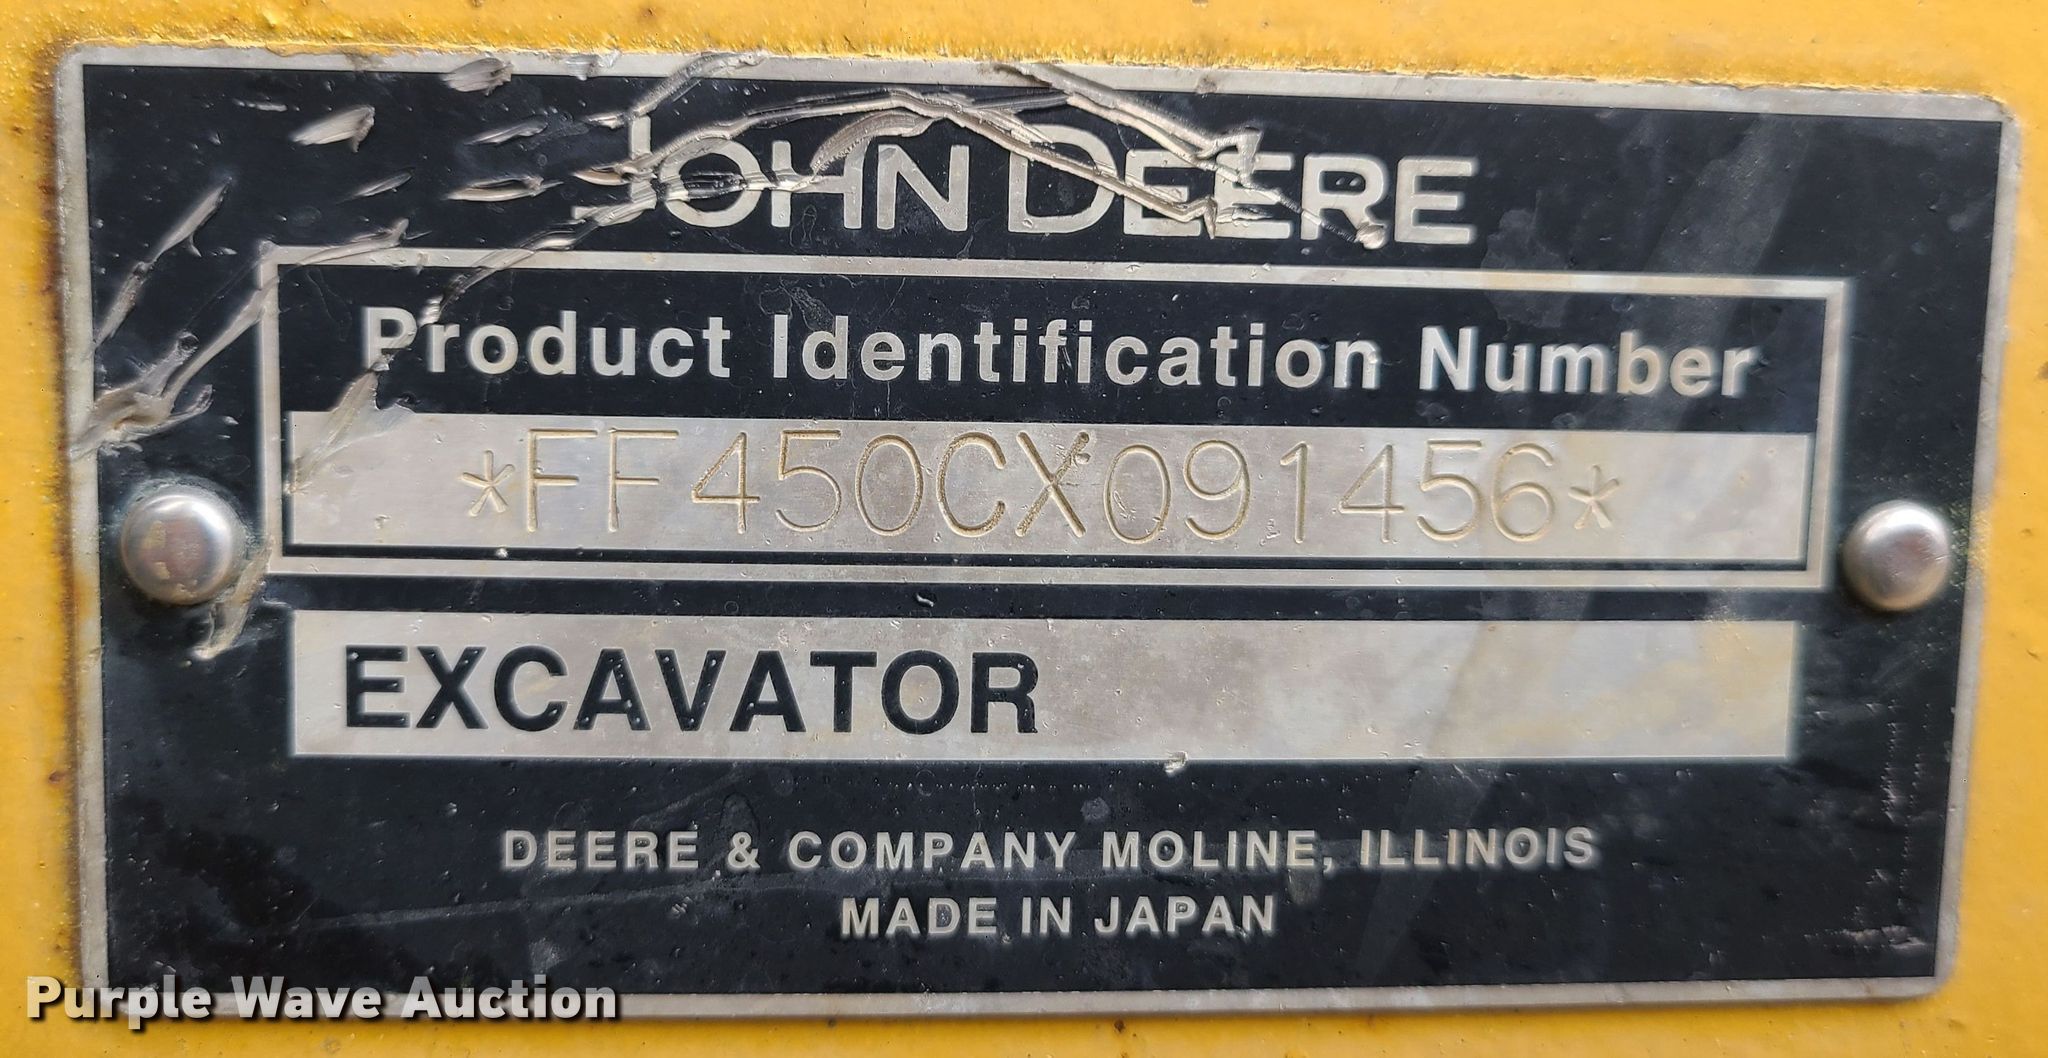 JOHN DEERE
Product Identification Number
*FF450CX091456*
EXCAVATOR
DEERE & COMPANY MOLINE, ILLINOIS
MADE IN JAPAN
Purple Wave Auction